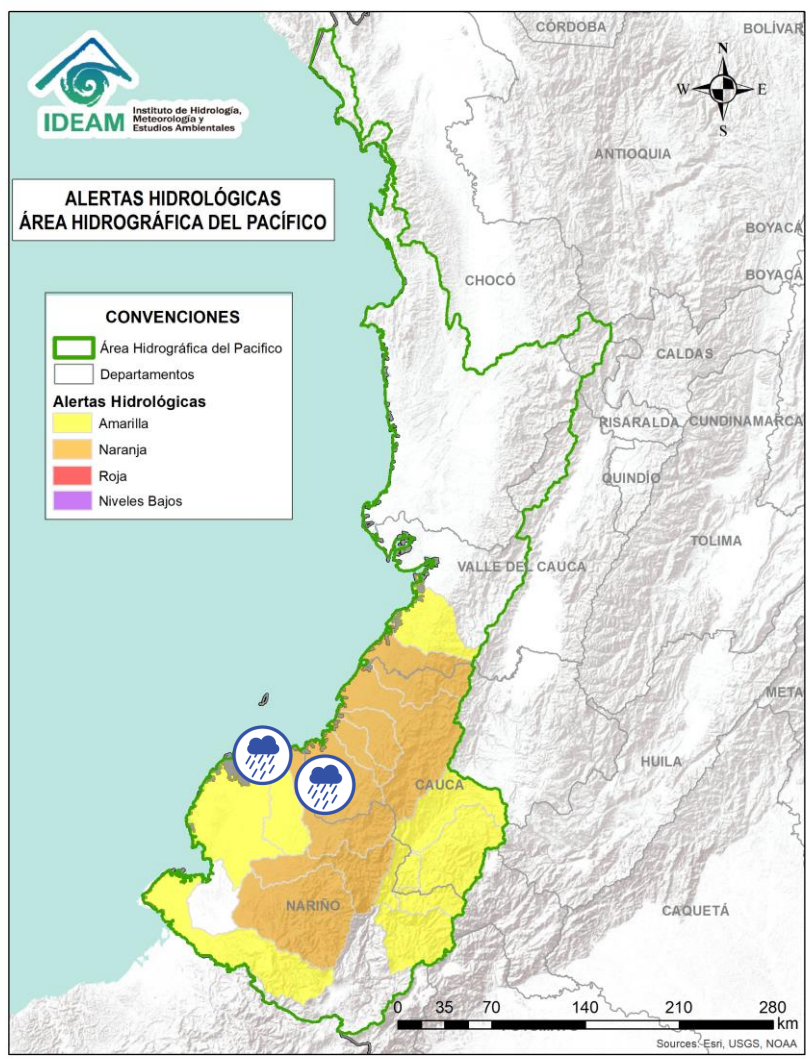 IDEAM
Instituto de Hidrología,
Meteorología y
Estudios Ambientales
ALERTAS HIDROLÓGICAS
ÁREA HIDROGRÁFICA DEL PACÍFICO
CONVENCIONES
Área Hidrográfica del Pacifico
Departamentos
Alertas Hidrológicas
Amarilla
Naranja
Roja
Niveles Bajos
N
W
E
S
CÓRDOBA
BOLÍVAR
ANTIOQUIA
BOYACÁ
BOYACÁ
CHOCÓ
CALDAS
RISARALDA
CUNDINAMARCA
QUINDÍO
TOLIMA
VALLE DEL CAUCA
META
HUILA
CAUCA
NARIÑO
CAQUETÁ
0 35 70 140 210 280
km
Sources: Esri, USGS, NOAA